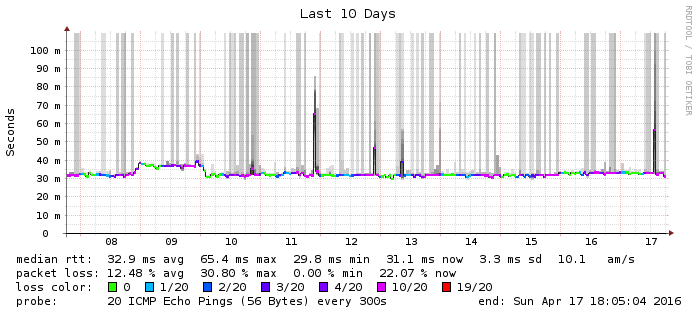 Last 10 Days
RRDTOOL / TOBI OETIKER
Seconds
100 m
90 m
80 m
70 m
60 m
50 m
40 m
30 m
20 m
10 m
0
08 09 10 11 12 13 14 15 16 17
median rtt: 32.9 ms avg 65.4 ms max 29.8 ms min 31.1 ms now 3.3 ms sd 10.1 am/s
packet loss: 12.48 % avg 30.80 % max 0.00 % min 22.07 % now
loss color: 0 1/20 2/20 3/20 4/20 10/20 19/20
probe: 20 ICMP Echo Pings (56 Bytes) every 300s end: Sun Apr 17 18:05:04 2016